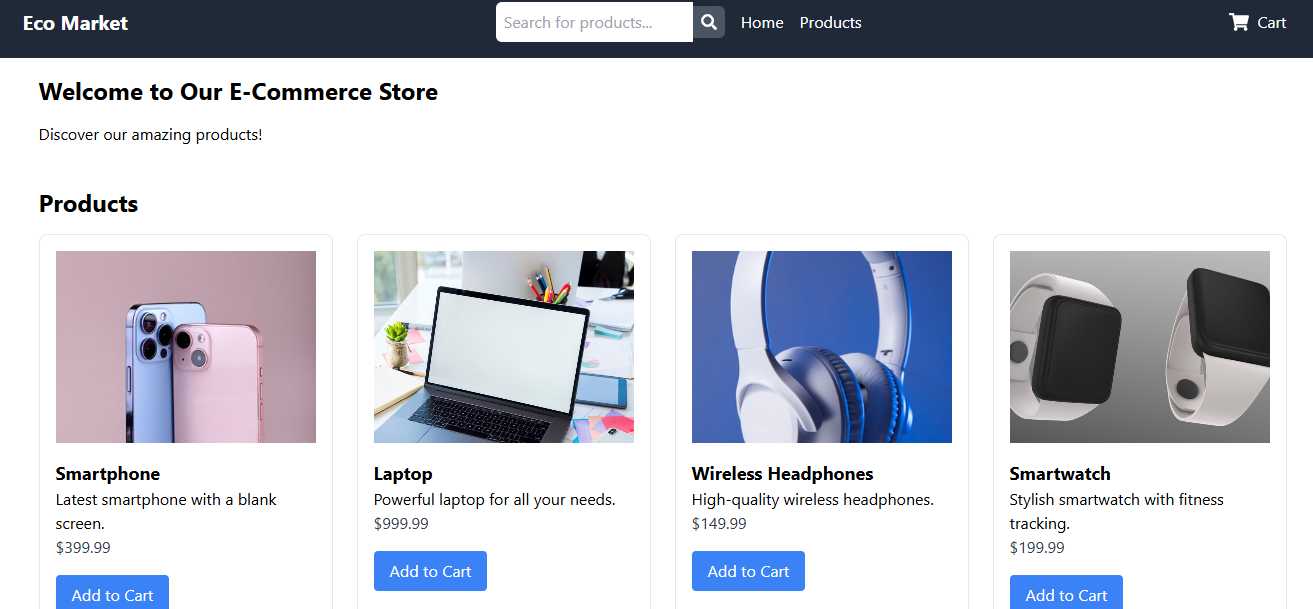 Eco Market
Search for products...
Home
Products
Cart
Welcome to Our E-Commerce Store
Discover our amazing products!
Products
Smartphone
Latest smartphone with a blank
screen.
$399.99
Add to Cart
Laptop
Powerful laptop for all your needs.
$999.99
Add to Cart
Wireless Headphones
High-quality wireless headphones.
$149.99
Add to Cart
Smartwatch
Stylish smartwatch with fitness
tracking.
$199.99
Add to Cart